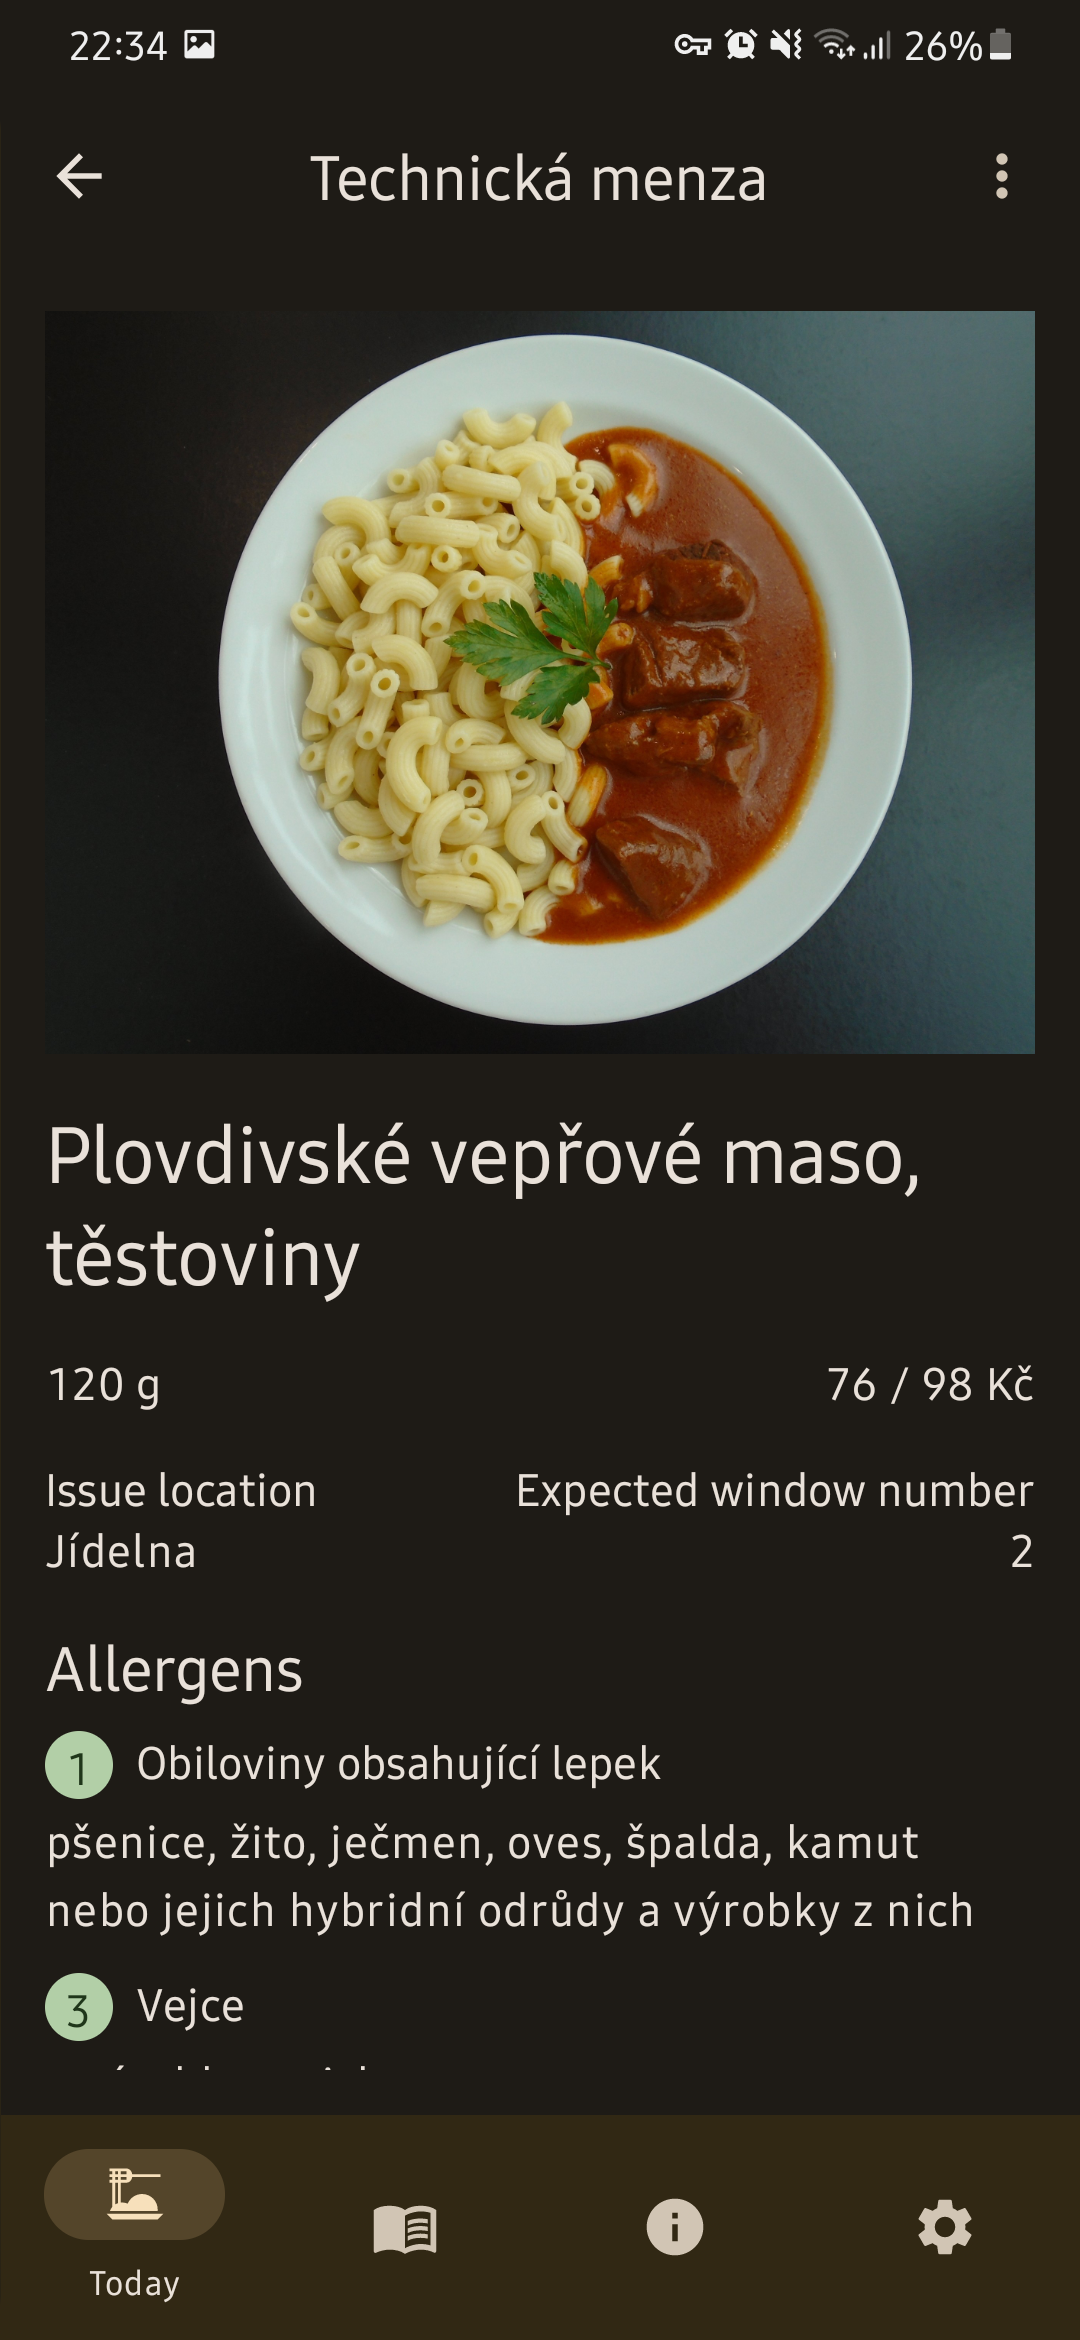 22:34 26%
Technická menza
Plovdivské vepřové maso,
těstoviny
120 g 76 / 98 Kč
Issue location Expected window number
Jídelna 2
Allergens
1 Obiloviny obsahující lepek
pšenice, žito, ječmen, oves, špalda, kamut
nebo jejich hybridní odrůdy a výrobky z nich
3 Vejce
Today